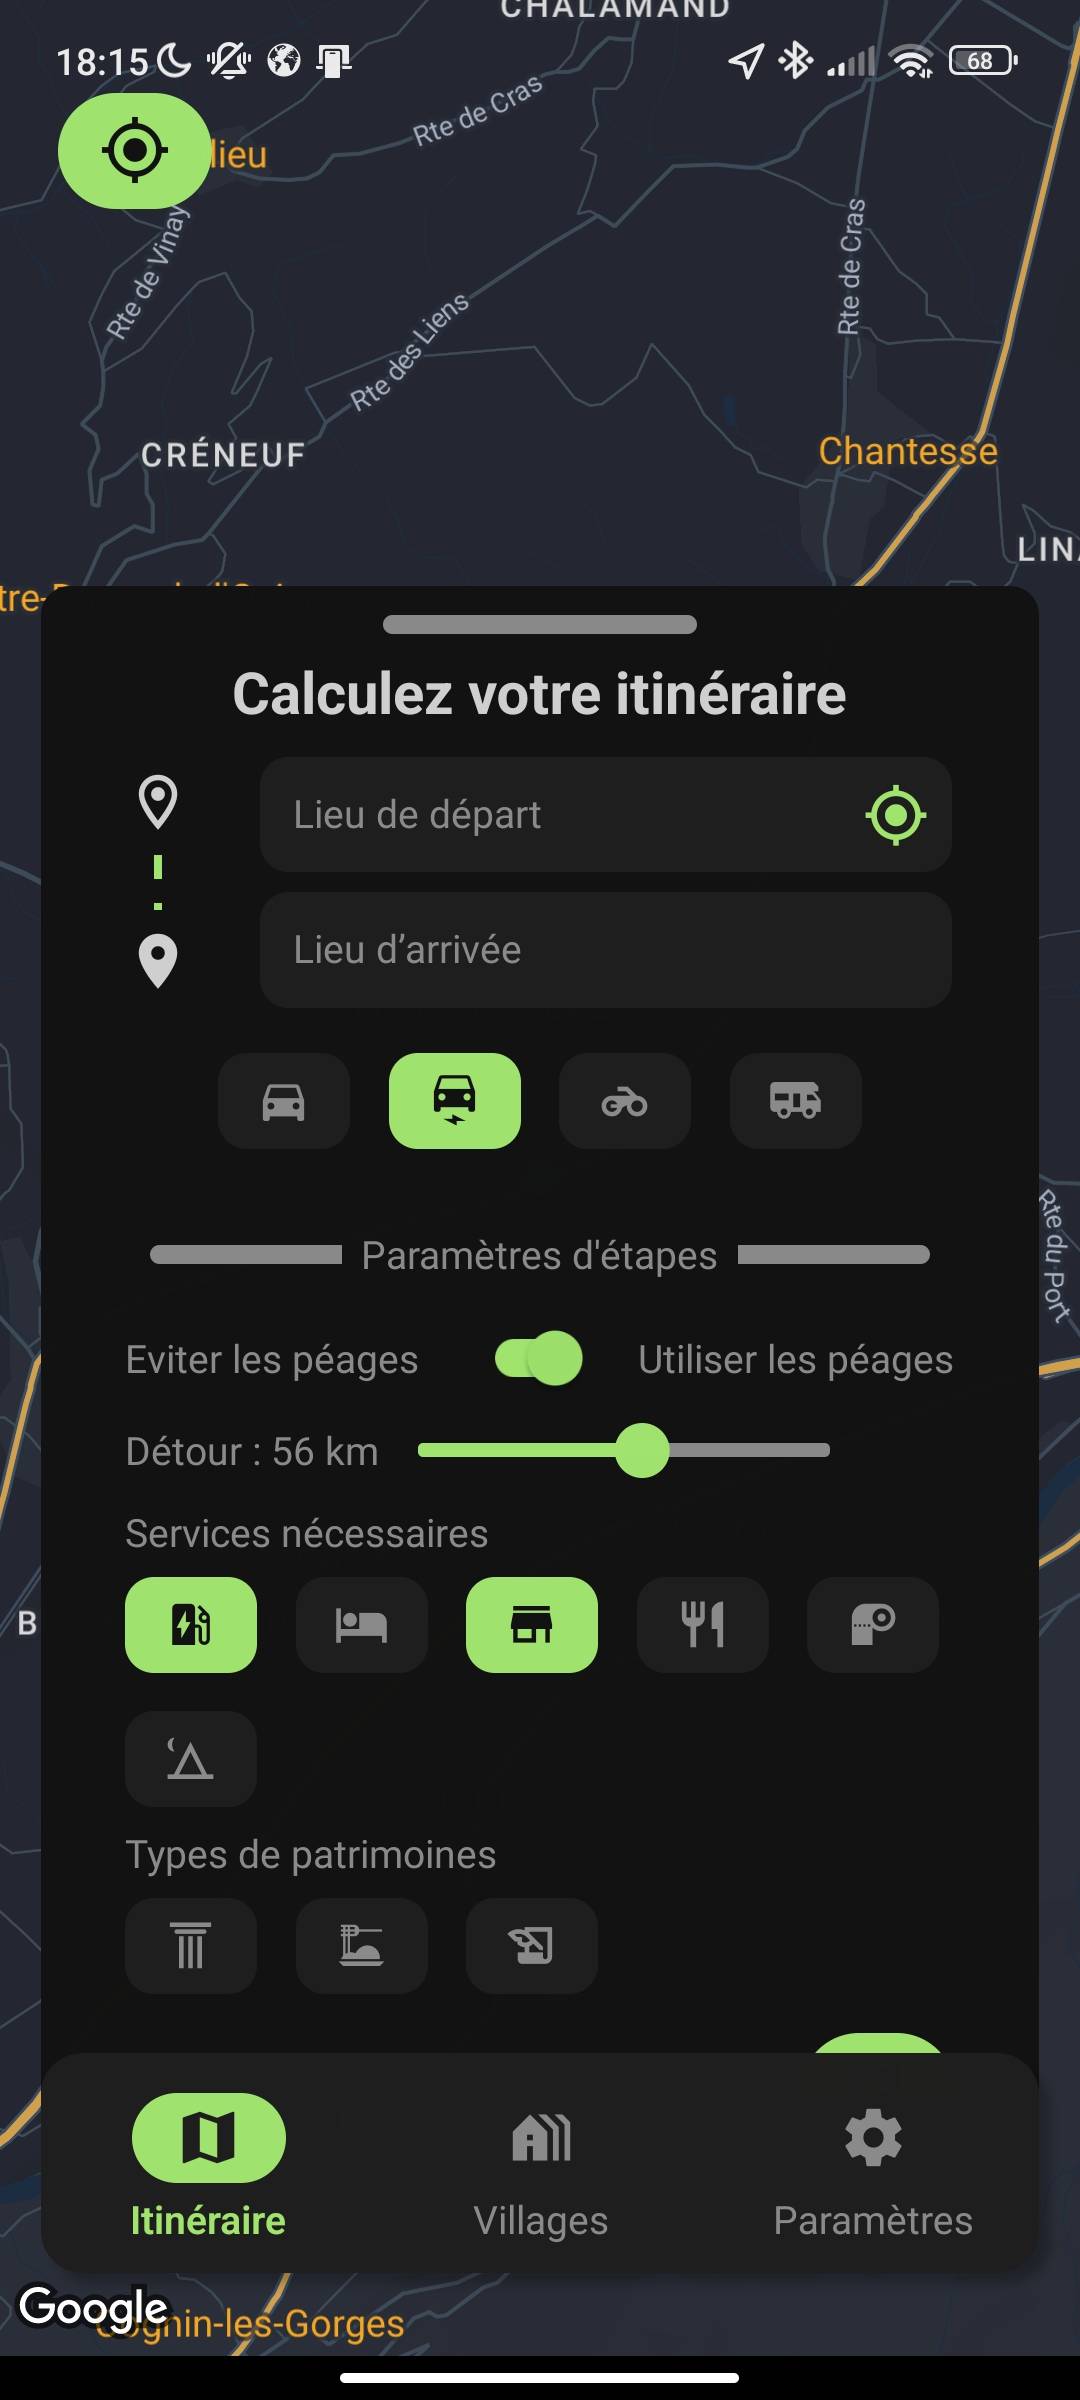 CHALAMAND
18:15
68
Rte de Cras
lieu
Rte de Vinay
Rte de Cras
Rte des Liens
CRÉNEUF
Chantesse
LIN
tre-
Calculez votre itinéraire
Lieu de départ
Lieu d’arrivée
Rte du Port
Paramètres d'étapes
Eviter les péages
Utiliser les péages
Détour : 56 km
Services nécessaires
B
Types de patrimoines
Itinéraire
Villages
Paramètres
Google
Cognin-les-Gorges